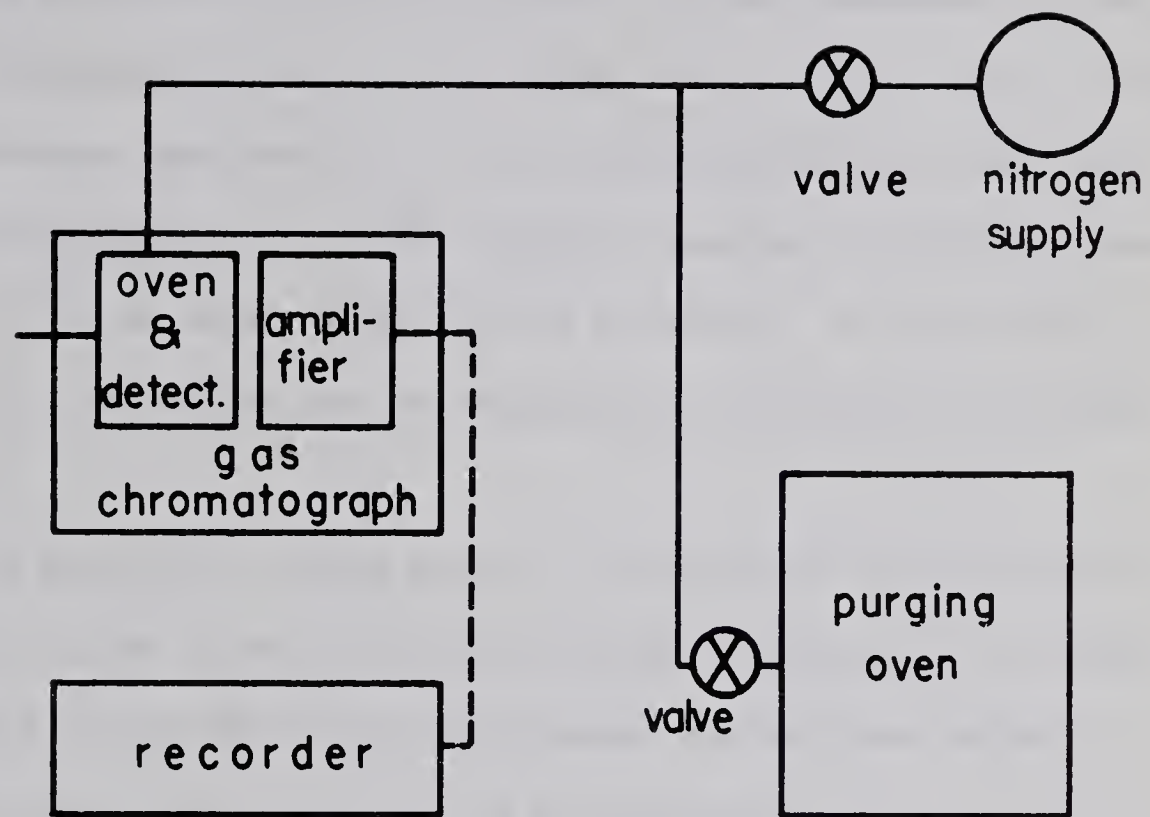 valve
nitrogen
supply
oven
&
detect.
ampli-
fier
gas
chromatograph
purging
oven
valve
recorder